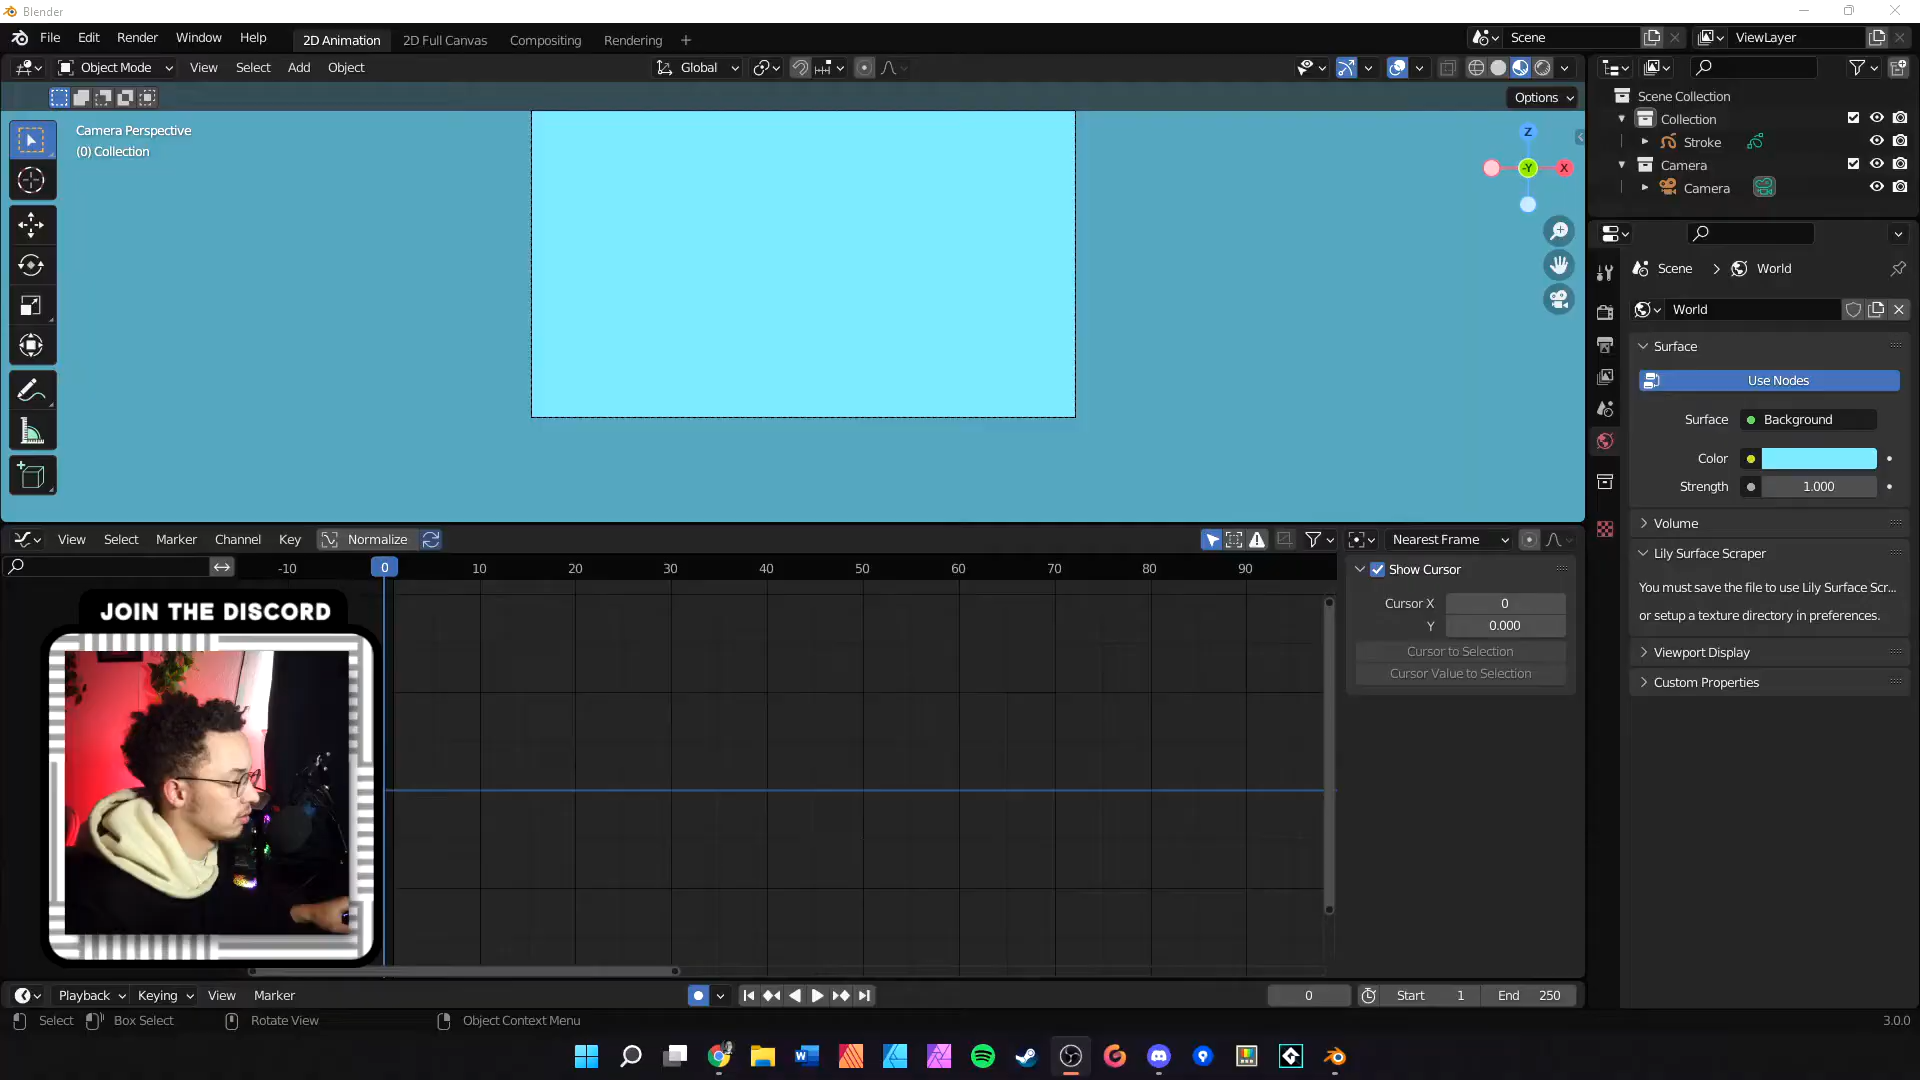 Blender
File Edit Render Window Help 2D Animation 2D Full Canvas Compositing Rendering Scene ViewLayer
Object Mode View Select Add Object Global
Options
Camera Perspective
(0) Collection
Z
-Y X
Scene Collection
Collection
Stroke
Camera
Camera
Scene World
World
Surface
Use Nodes
Surface Background
Color
Strength 1.000
Volume
Lily Surface Scraper
You must save the file to use Lily Surface Scr...
or setup a texture directory in preferences.
Viewport Display
Custom Properties
View Select Marker Channel Key Normalize Nearest Frame
-10 0 10 20 30 40 50 60 70 80 90
Show Cursor
Cursor X 0
Y 0.000
Cursor to Selection
Cursor Value to Selection
JOIN THE DISCORD
Playback Keying View Marker 0 Start 1 End 250
Select Box Select Rotate View Object Context Menu 3.0.0